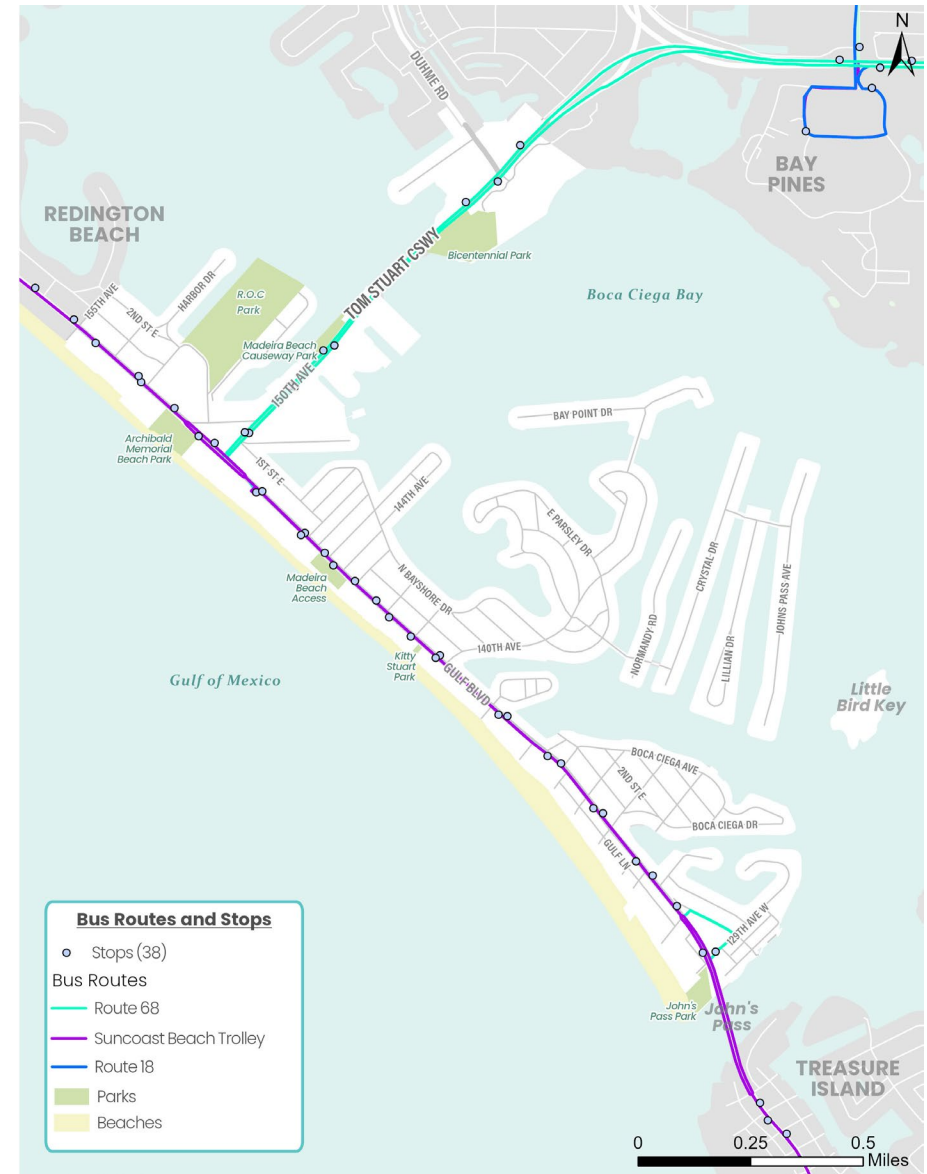 N
DUHME RD
BAY
PINES
REDINGTON
BEACH
Bicentennial Park
TOM STUART CSWY
HARBOR DR
155TH AVE
2ND ST E
R.O.C
Park
Boca Ciega Bay
Madeira Beach
Causeway Park
150TH AVE
Archibald
Memorial
Beach Park
BAY POINT DR
1ST ST E
144TH AVE
E PARSLEY DR
CRYSTAL DR
JOHNS PASS AVE
Madeira
Beach
Access
N BAYSHORE DR
NORMANDY RD
LILLIAN DR
140TH AVE
Kitty
Stuart
Park
Gulf of Mexico
GULF BLVD
Little
Bird Key
BOCA CIEGA AVE
2ND ST E
BOCA CIEGA DR
GULF LN
129TH AVE W
John's
Pass Park
John's
Pass
TREASURE
ISLAND
Bus Routes and Stops
Stops (38)
Bus Routes
Route 68
Suncoast Beach Trolley
Route 18
Parks
Beaches
0 0.25 0.5
Miles